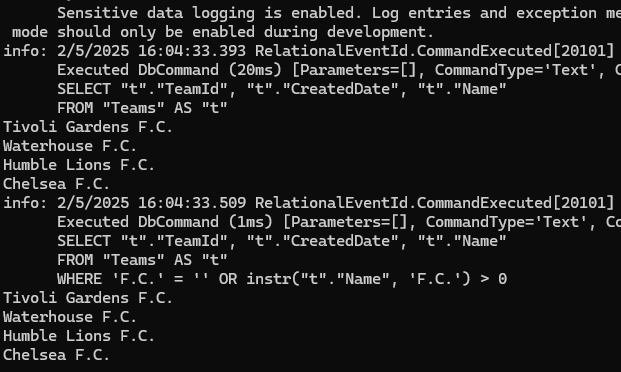 Sensitive data logging is enabled. Log entries and exception me
mode should only be enabled during development.
info: 2/5/2025 16:04:33.393 RelationalEventId.CommandExecuted[20101]
Executed DbCommand (20ms) [Parameters=[], CommandType='Text', C
SELECT "t"."TeamId", "t"."CreatedDate", "t"."Name"
FROM "Teams" AS "t"
Tivoli Gardens F.C.
Waterhouse F.C.
Humble Lions F.C.
Chelsea F.C.
info: 2/5/2025 16:04:33.509 RelationalEventId.CommandExecuted[20101]
Executed DbCommand (1ms) [Parameters=[], CommandType='Text', Co
SELECT "t"."TeamId", "t"."CreatedDate", "t"."Name"
FROM "Teams" AS "t"
WHERE 'F.C.' = '' OR instr("t"."Name", 'F.C.') > 0
Tivoli Gardens F.C.
Waterhouse F.C.
Humble Lions F.C.
Chelsea F.C.